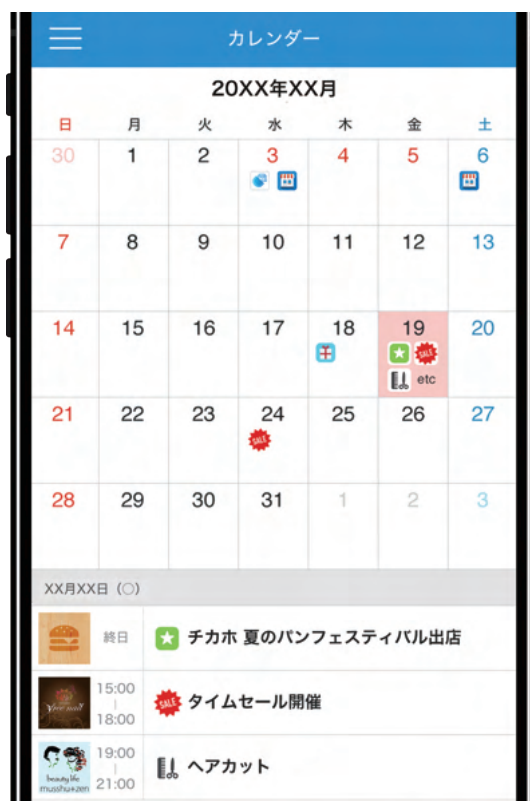 カレンダー
20XX年XX月
日 月 火 水 木 金 土
30 1 2 3 4 5 6
7 8 9 10 11 12 13
14 15 16 17 18 19 20
SALE
etc
21 22 23 24 25 26 27
SALE
28 29 30 31 1 2 3
XX月XX日（○）
終日 チカホ 夏のパンフェスティバル出店
15:00
|
18:00
SALE タイムセール開催
19:00
|
21:00
ヘアカット
beauty life
musshu+zen